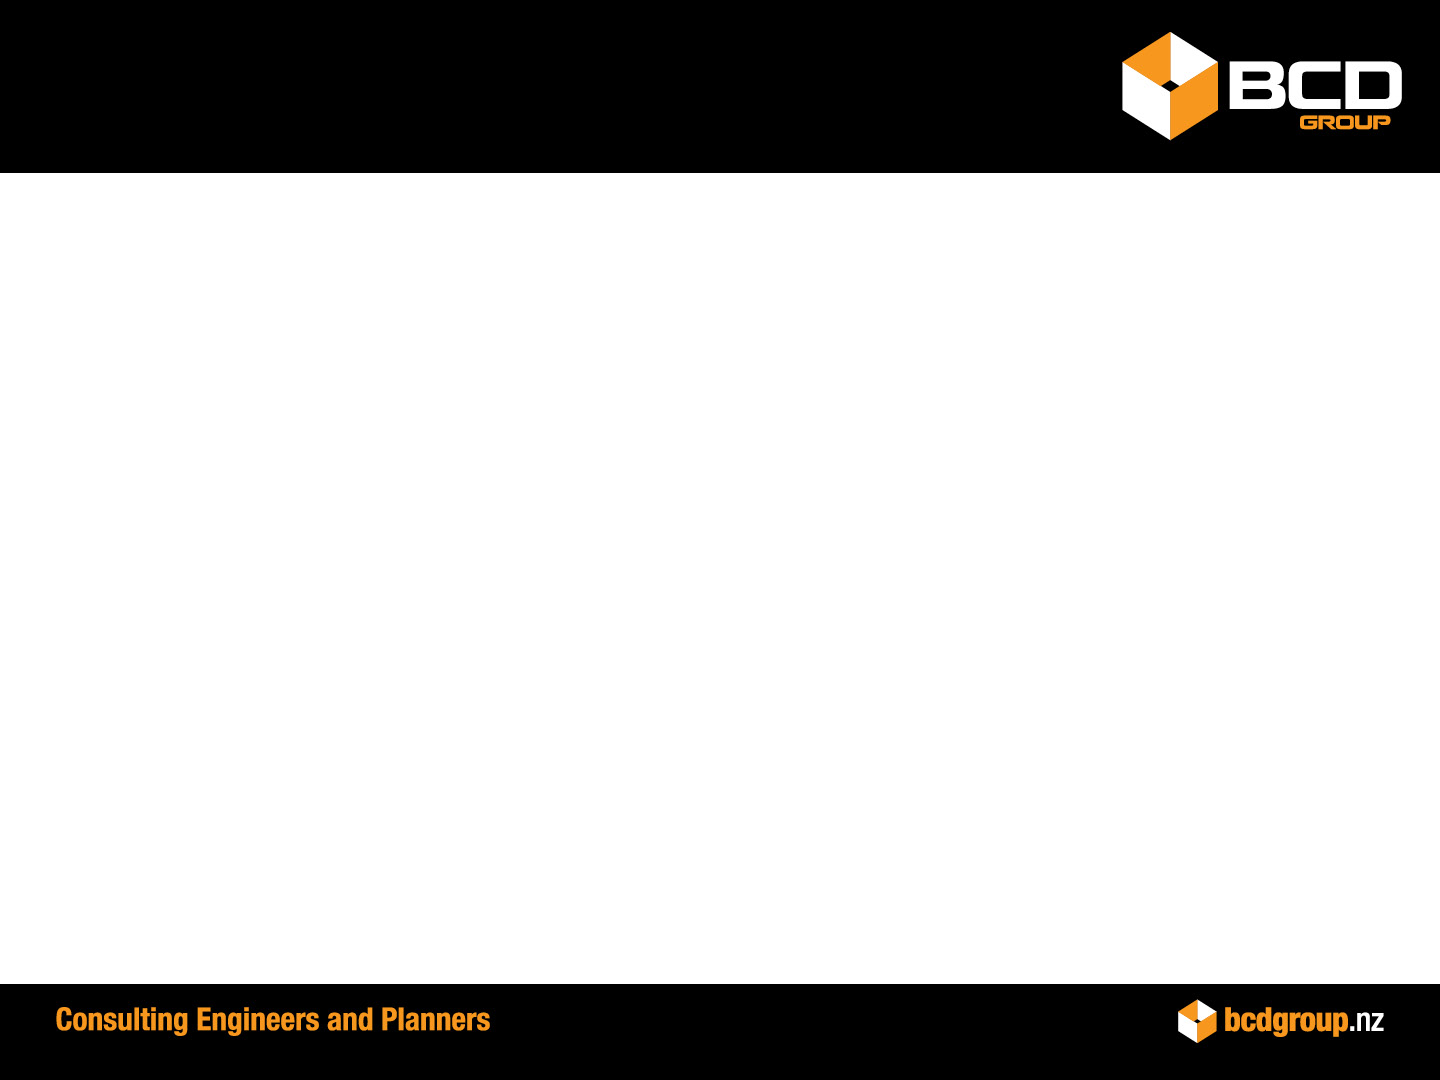 BCD
GROUP
Consulting Engineers and Planners
bcdgroup.nz